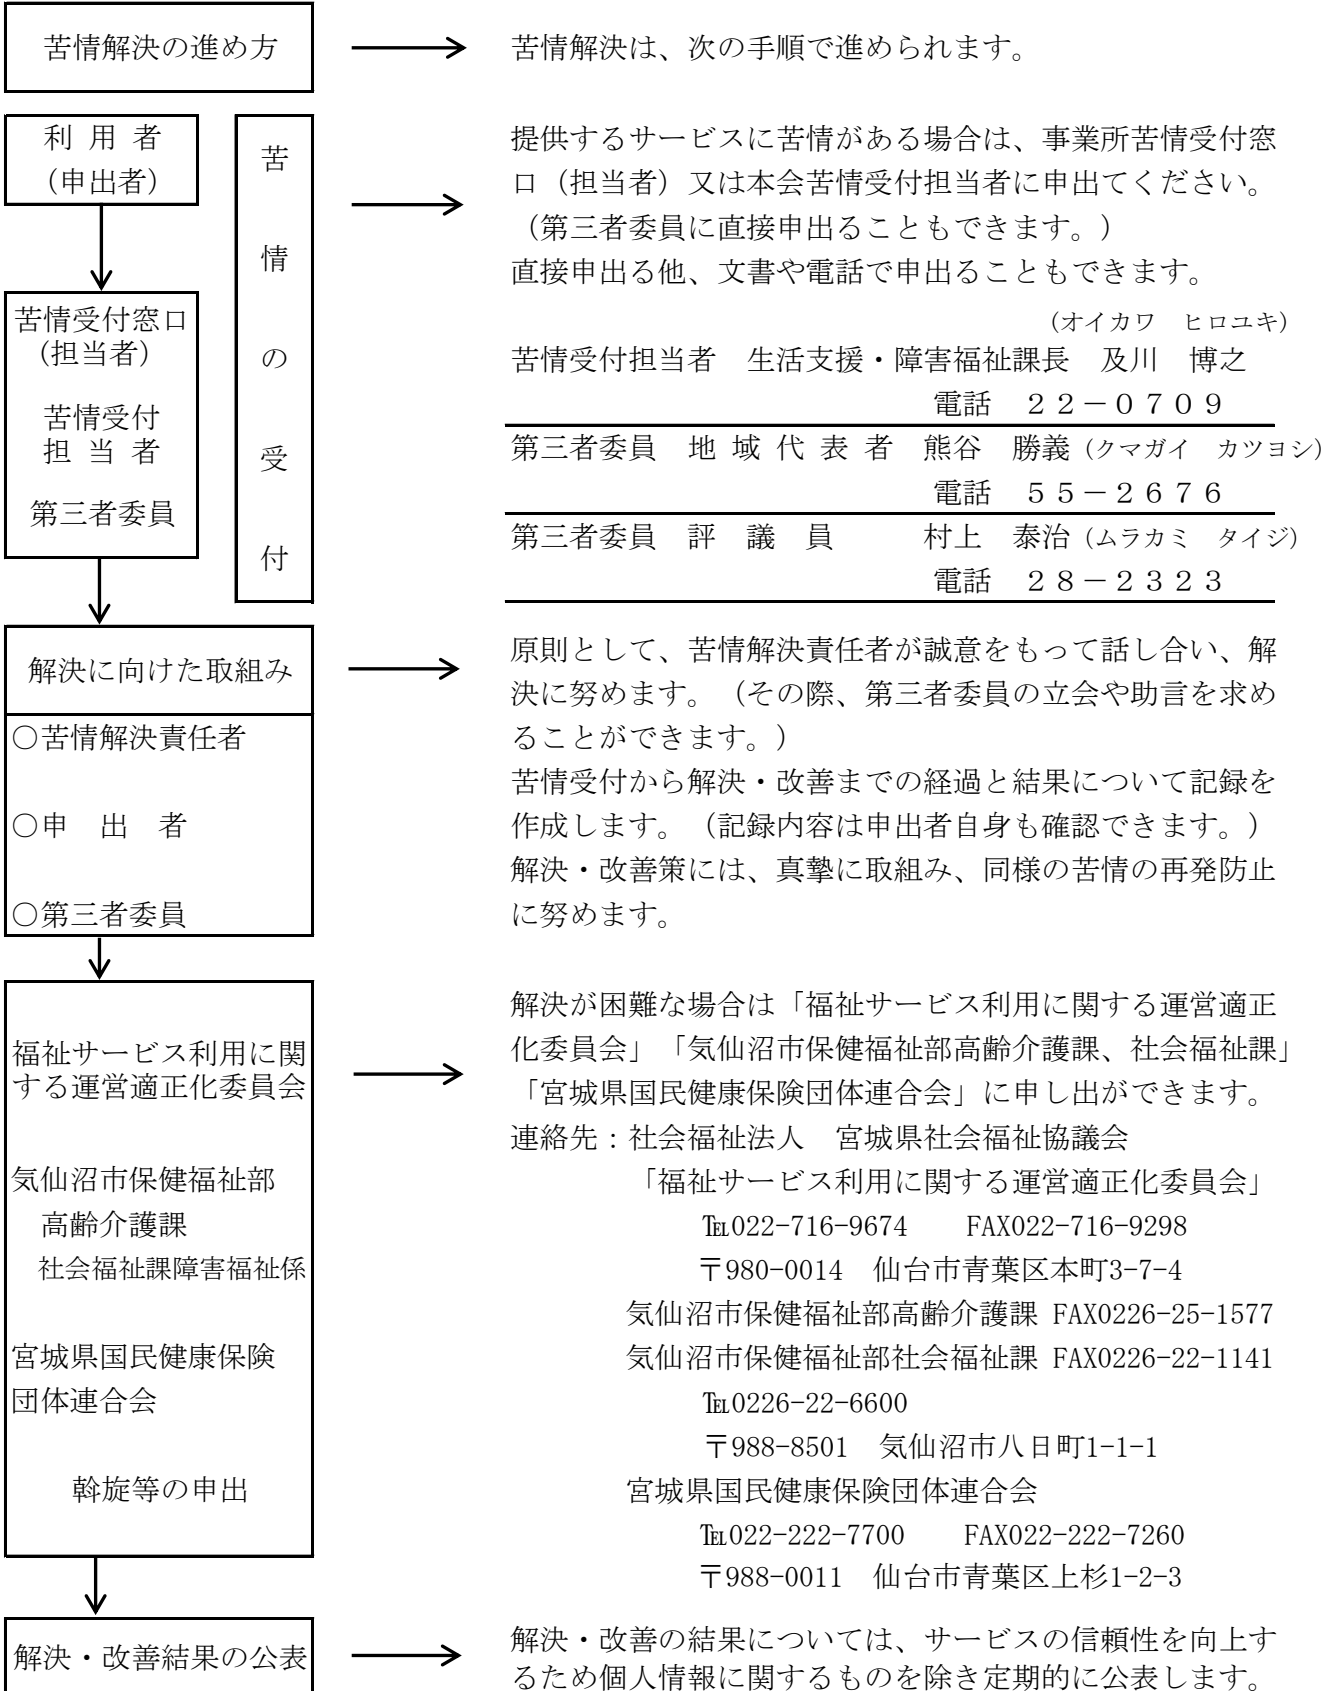 苦情解決の進め方
苦情解決は、次の手順で進められます。
利 用 者
（申出者）
苦情の受付
提供するサービスに苦情がある場合は、事業所苦情受付窓
口（担当者）又は本会苦情受付担当者に申出てください。
（第三者委員に直接申出ることもできます。）
直接申出る他、文書や電話で申出ることもできます。
苦情受付窓口
（担当者）
苦情受付
担 当 者
第三者委員
（オイカワ　ヒロユキ）
苦情受付担当者　生活支援・障害福祉課長　及川　博之
電話　２２－０７０９
第三者委員　地 域 代 表 者　熊谷　勝義（クマガイ　カツヨシ）
電話　５５－２６７６
第三者委員　評　議　員　　　村上　泰治（ムラカミ　タイジ）
電話　２８－２３２３
解決に向けた取組み
○苦情解決責任者
○申　出　者
○第三者委員
原則として、苦情解決責任者が誠意をもって話し合い、解
決に努めます。（その際、第三者委員の立会や助言を求め
ることができます。）
苦情受付から解決・改善までの経過と結果について記録を
作成します。（記録内容は申出者自身も確認できます。）
解決・改善策には、真摯に取組み、同様の苦情の再発防止
に努めます。
福祉サービス利用に関
する運営適正化委員会
気仙沼市保健福祉部
高齢介護課
社会福祉課障害福祉係
宮城県国民健康保険
団体連合会
斡旋等の申出
解決が困難な場合は「福祉サービス利用に関する運営適正
化委員会」「気仙沼市保健福祉部高齢介護課、社会福祉課」
「宮城県国民健康保険団体連合会」に申し出ができます。
連絡先：社会福祉法人　宮城県社会福祉協議会
「福祉サービス利用に関する運営適正化委員会」
℡022-716-9674　　FAX022-716-9298
〒980-0014　仙台市青葉区本町3-7-4
気仙沼市保健福祉部高齢介護課 FAX0226-25-1577
気仙沼市保健福祉部社会福祉課 FAX0226-22-1141
℡0226-22-6600
〒988-8501　気仙沼市八日町1-1-1
宮城県国民健康保険団体連合会
℡022-222-7700　　FAX022-222-7260
〒988-0011　仙台市青葉区上杉1-2-3
解決・改善結果の公表
解決・改善の結果については、サービスの信頼性を向上す
るため個人情報に関するものを除き定期的に公表します。